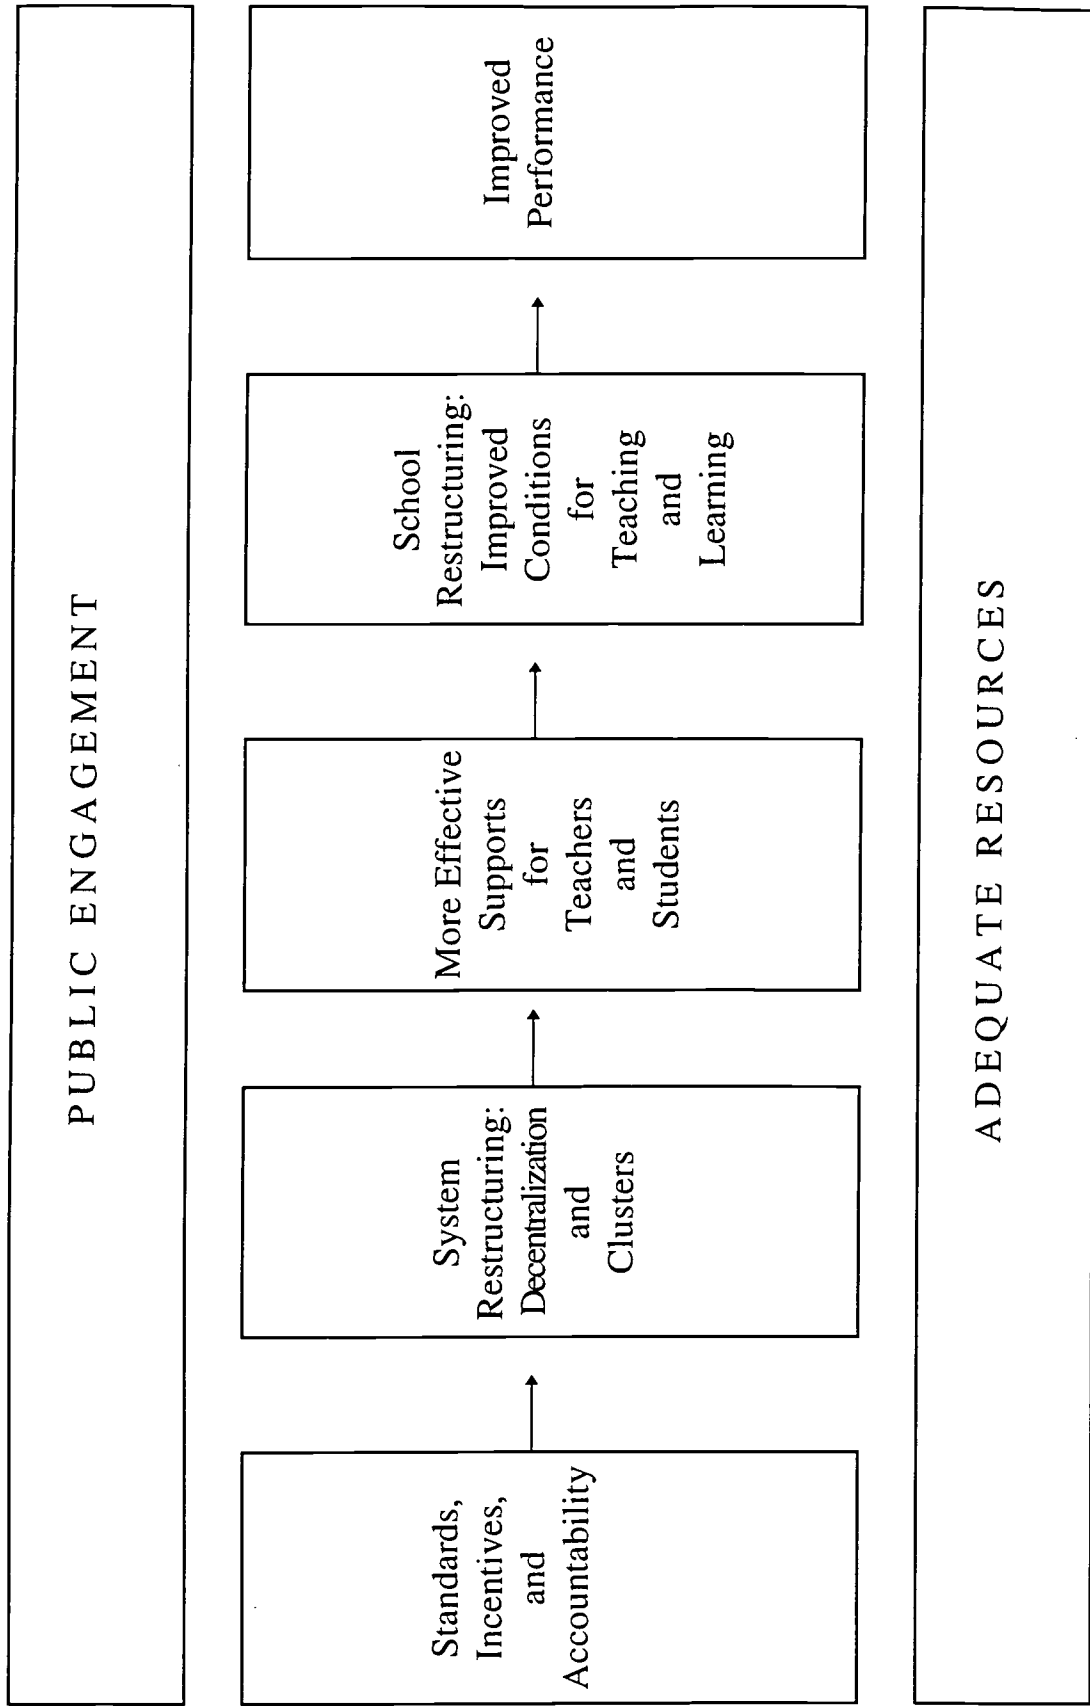 PUBLIC ENGAGEMENT
Standards,
Incentives,
and
Accountability
System
Restructuring:
Decentralization
and
Clusters
More Effective
Supports
for
Teachers
and
Students
School
Restructuring:
Improved
Conditions
for
Teaching
and
Learning
Improved
Performance
ADEQUATE RESOURCES